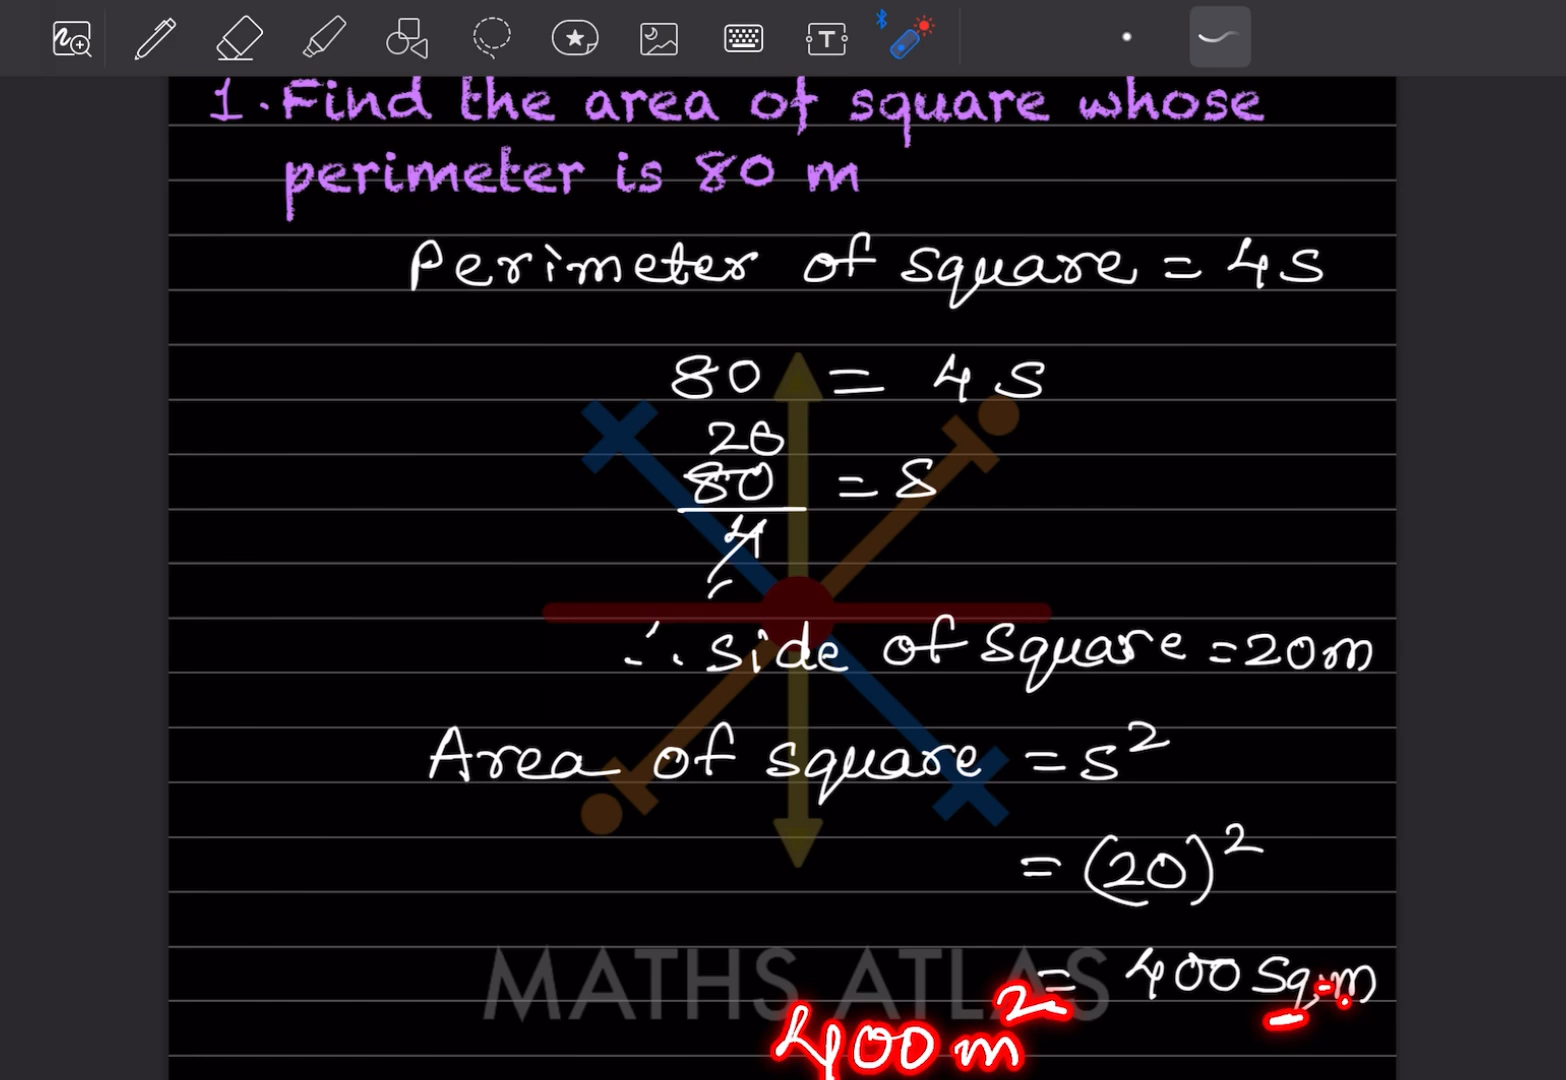 1. Find the area of square whose
perimeter is 80 m
Perimeter of square = 4s
80 = 4s
20
80 = s
4
∴ side of square = 20m
Area of square = s²
= (20)²
MATHS ATLAS
= 400 Sq.m
400 m²